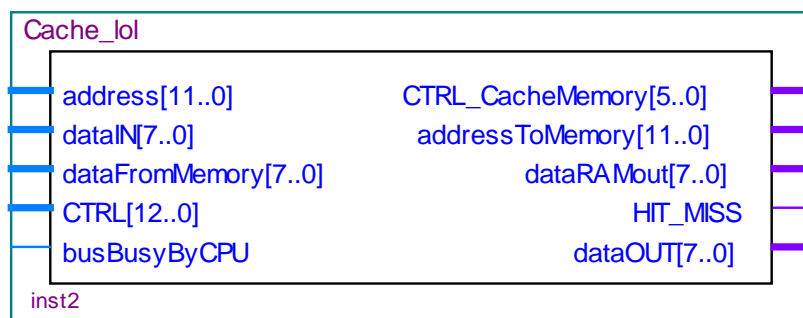 Cache_lol
address[11..0] CTRL_CacheMemory[5..0]
dataIN[7..0] addressToMemory[11..0]
dataFromMemory[7..0] dataRAMout[7..0]
CTRL[12..0] HIT_MISS
busBusyByCPU dataOUT[7..0]
inst2